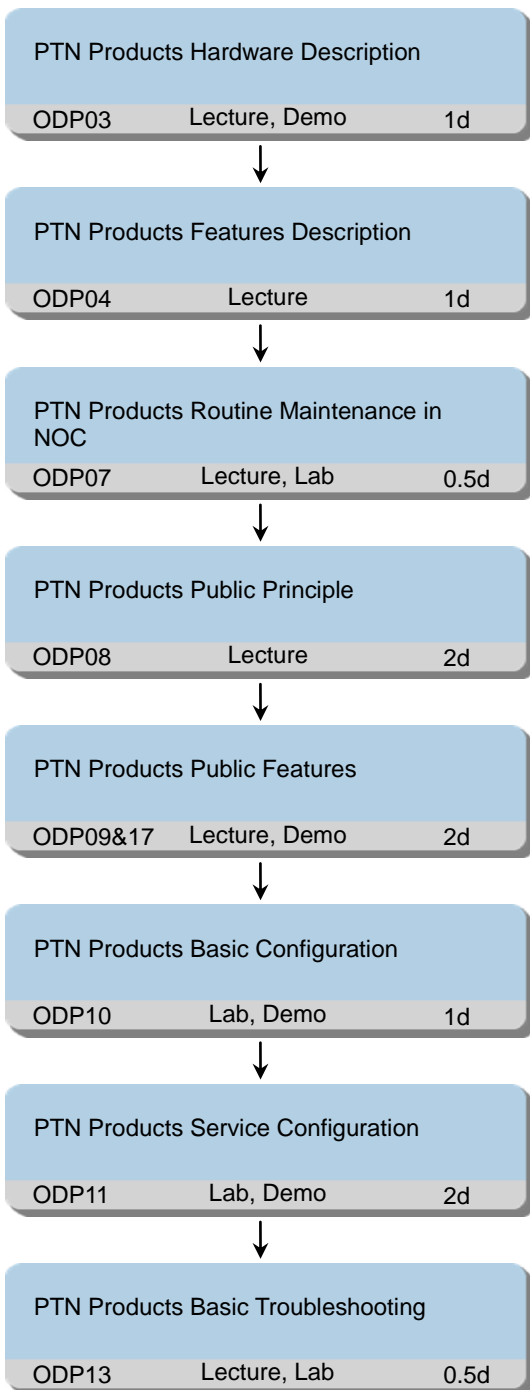 PTN Products Hardware Description
ODP03 Lecture, Demo 1d
PTN Products Features Description
ODP04 Lecture 1d
PTN Products Routine Maintenance in
NOC
ODP07 Lecture, Lab 0.5d
PTN Products Public Principle
ODP08 Lecture 2d
PTN Products Public Features
ODP09&17 Lecture, Demo 2d
PTN Products Basic Configuration
ODP10 Lab, Demo 1d
PTN Products Service Configuration
ODP11 Lab, Demo 2d
PTN Products Basic Troubleshooting
ODP13 Lecture, Lab 0.5d